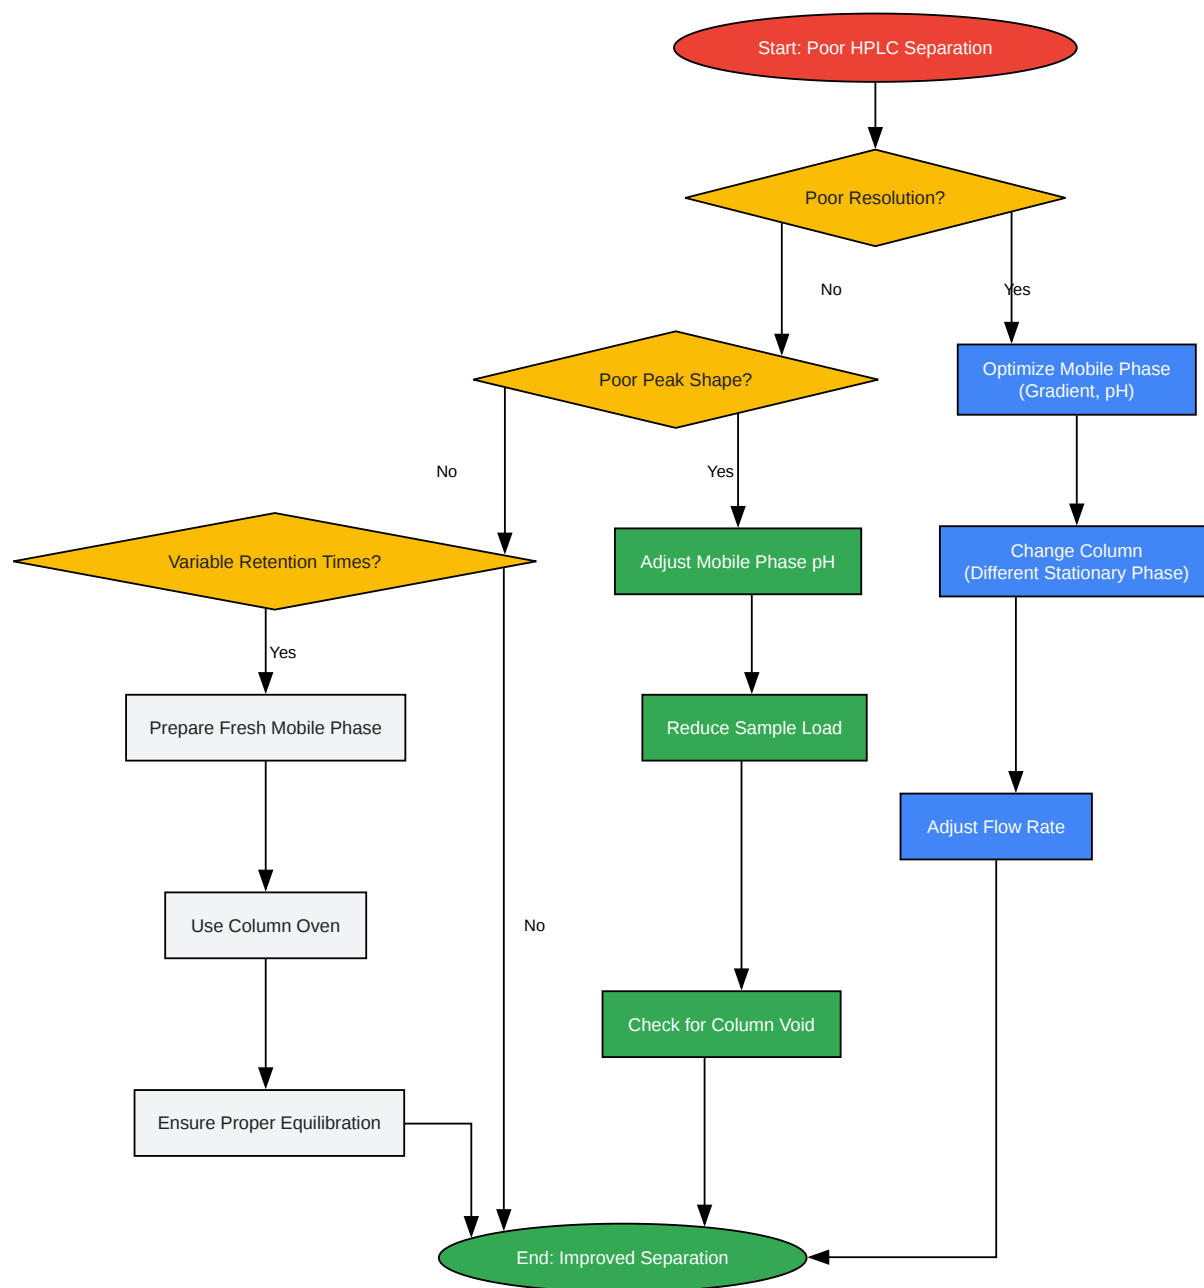 Start: Poor HPLC Separation
Poor Resolution?
No
Yes
Optimize Mobile Phase
(Gradient, pH)
Poor Peak Shape?
No
Yes
Change Column
(Different Stationary Phase)
Adjust Mobile Phase pH
Variable Retention Times?
Yes
Prepare Fresh Mobile Phase
Reduce Sample Load
Adjust Flow Rate
Use Column Oven
No
Check for Column Void
Ensure Proper Equilibration
End: Improved Separation